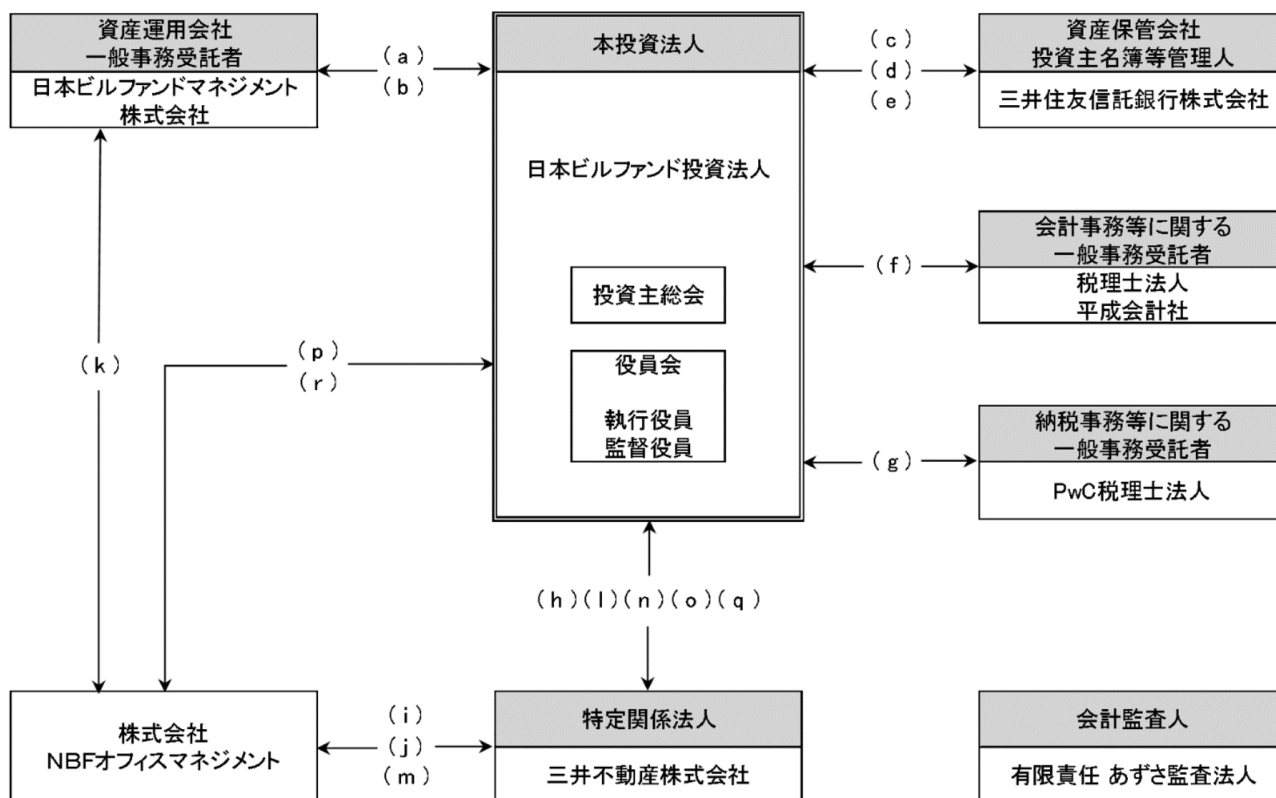 資産運用会社
一般事務受託者
日本ビルファンドマネジメント
株式会社
(a)
(b)
本投資法人
日本ビルファンド投資法人
投資主総会
役員会
執行役員
監督役員
(c)
(d)
(e)
資産保管会社
投資主名簿等管理人
三井住友信託銀行株式会社
(f)
会計事務等に関する
一般事務受託者
税理士法人
平成会計社
(k)
(p)
(r)
(g)
納税事務等に関する
一般事務受託者
PwC税理士法人
(h)(l)(n)(o)(q)
株式会社
NBFオフィスマネジメント
(i)
(j)
(m)
特定関係法人
三井不動産株式会社
会計監査人
有限責任 あずさ監査法人